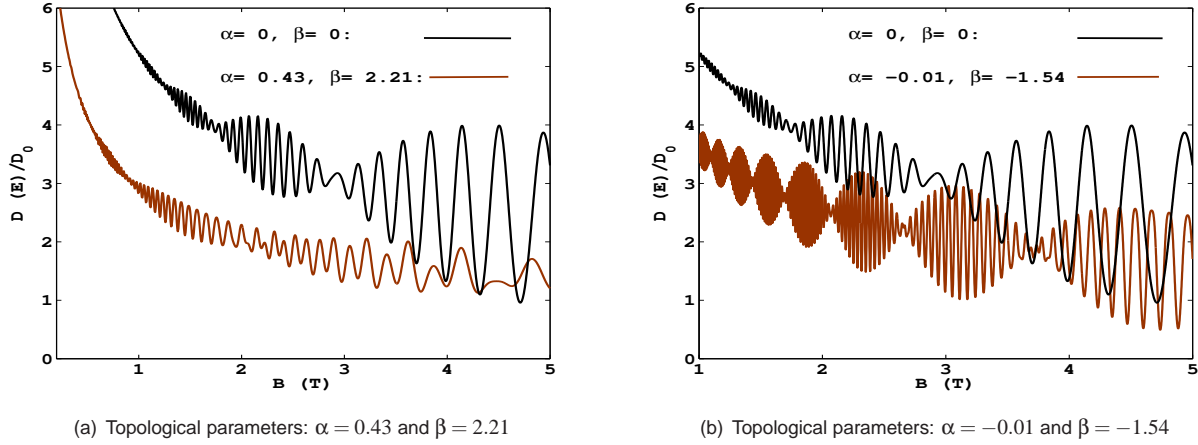 6
5
4
3
2
1
0
D (E)/D₀
α= 0, β= 0:
α= 0.43, β= 2.21:
1
2
3
4
5
B (T)
(a) Topological parameters: α = 0.43 and β = 2.21
6
5
4
3
2
1
0
D (E)/D₀
α= 0, β= 0:
α= −0.01, β= −1.54
1
2
3
4
5
B (T)
(b) Topological parameters: α = −0.01 and β = −1.54